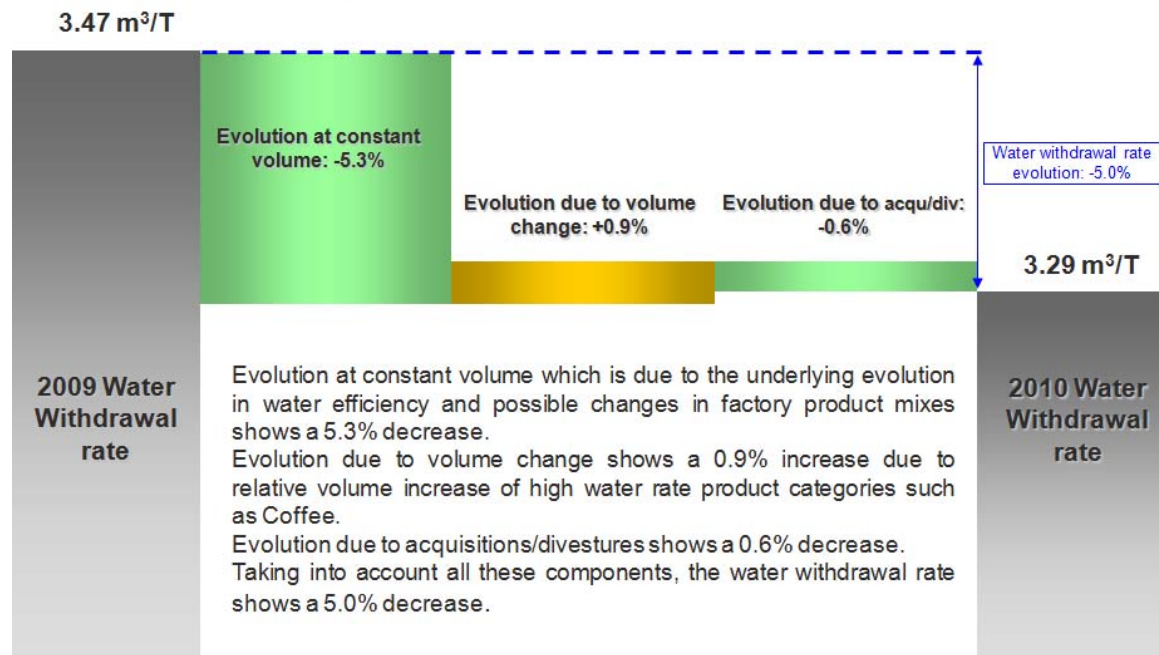 3.47 m³/T
Evolution at constant
volume: -5.3%
Water withdrawal rate
evolution: -5.0%
Evolution due to volume
change: +0.9%
Evolution due to acqu/div:
-0.6%
3.29 m³/T
2009 Water
Withdrawal
rate
Evolution at constant volume which is due to the underlying evolution
in water efficiency and possible changes in factory product mixes
shows a 5.3% decrease.
Evolution due to volume change shows a 0.9% increase due to
relative volume increase of high water rate product categories such
as Coffee.
Evolution due to acquisitions/divestures shows a 0.6% decrease.
Taking into account all these components, the water withdrawal rate
shows a 5.0% decrease.
2010 Water
Withdrawal
rate